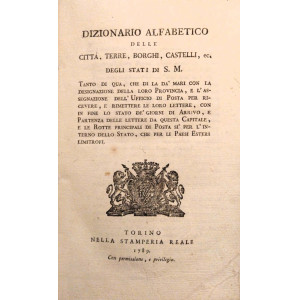 DIZIONARIO ALFABETICO
DELLE
CITTÀ, TERRE, BORGHI, CASTELLI, ec.
DEGLI STATI DI S. M.
TANTO DI QUA, CHE DI LA DA' MARI CON LA
DESIGNAZIONE DELLA LORO PROVINCIA, E L'AS-
SEGNAZIONE DELL'UFFICIO DI POSTA PER RI-
CEVERE, E RIMETTERE LE LORO LETTERE, CON
IN FINE LO STATO DE' GIORNI DI ARRIVO, E
PARTENZA DELLE LETTERE DA QUESTA CAPITALE,
E LE ROTTE PRINCIPALI DI POSTA SI' PER L'IN-
TERNO DELLO STATO, CHE PER LI PAESI ESTERI
LIMITROFI.
TORINO
NELLA STAMPERIA REALE
1789.
Con permissione, e privilegio.